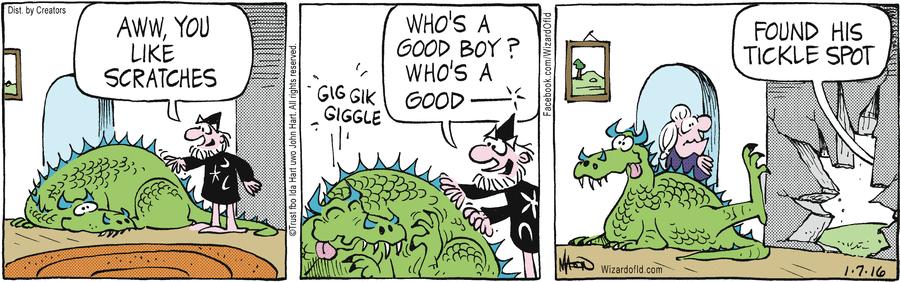 Dist. by Creators
AWW, YOU
LIKE
SCRATCHES
©Trust fbo Ida Hart uwo John Hart. All rights reserved.
GIG GIK
GIGGLE
WHO'S A
GOOD BOY?
WHO'S A
GOOD —
Facebook.com/WizardOfId
FOUND HIS
TICKLE SPOT
WizardofId.com
1.7.16